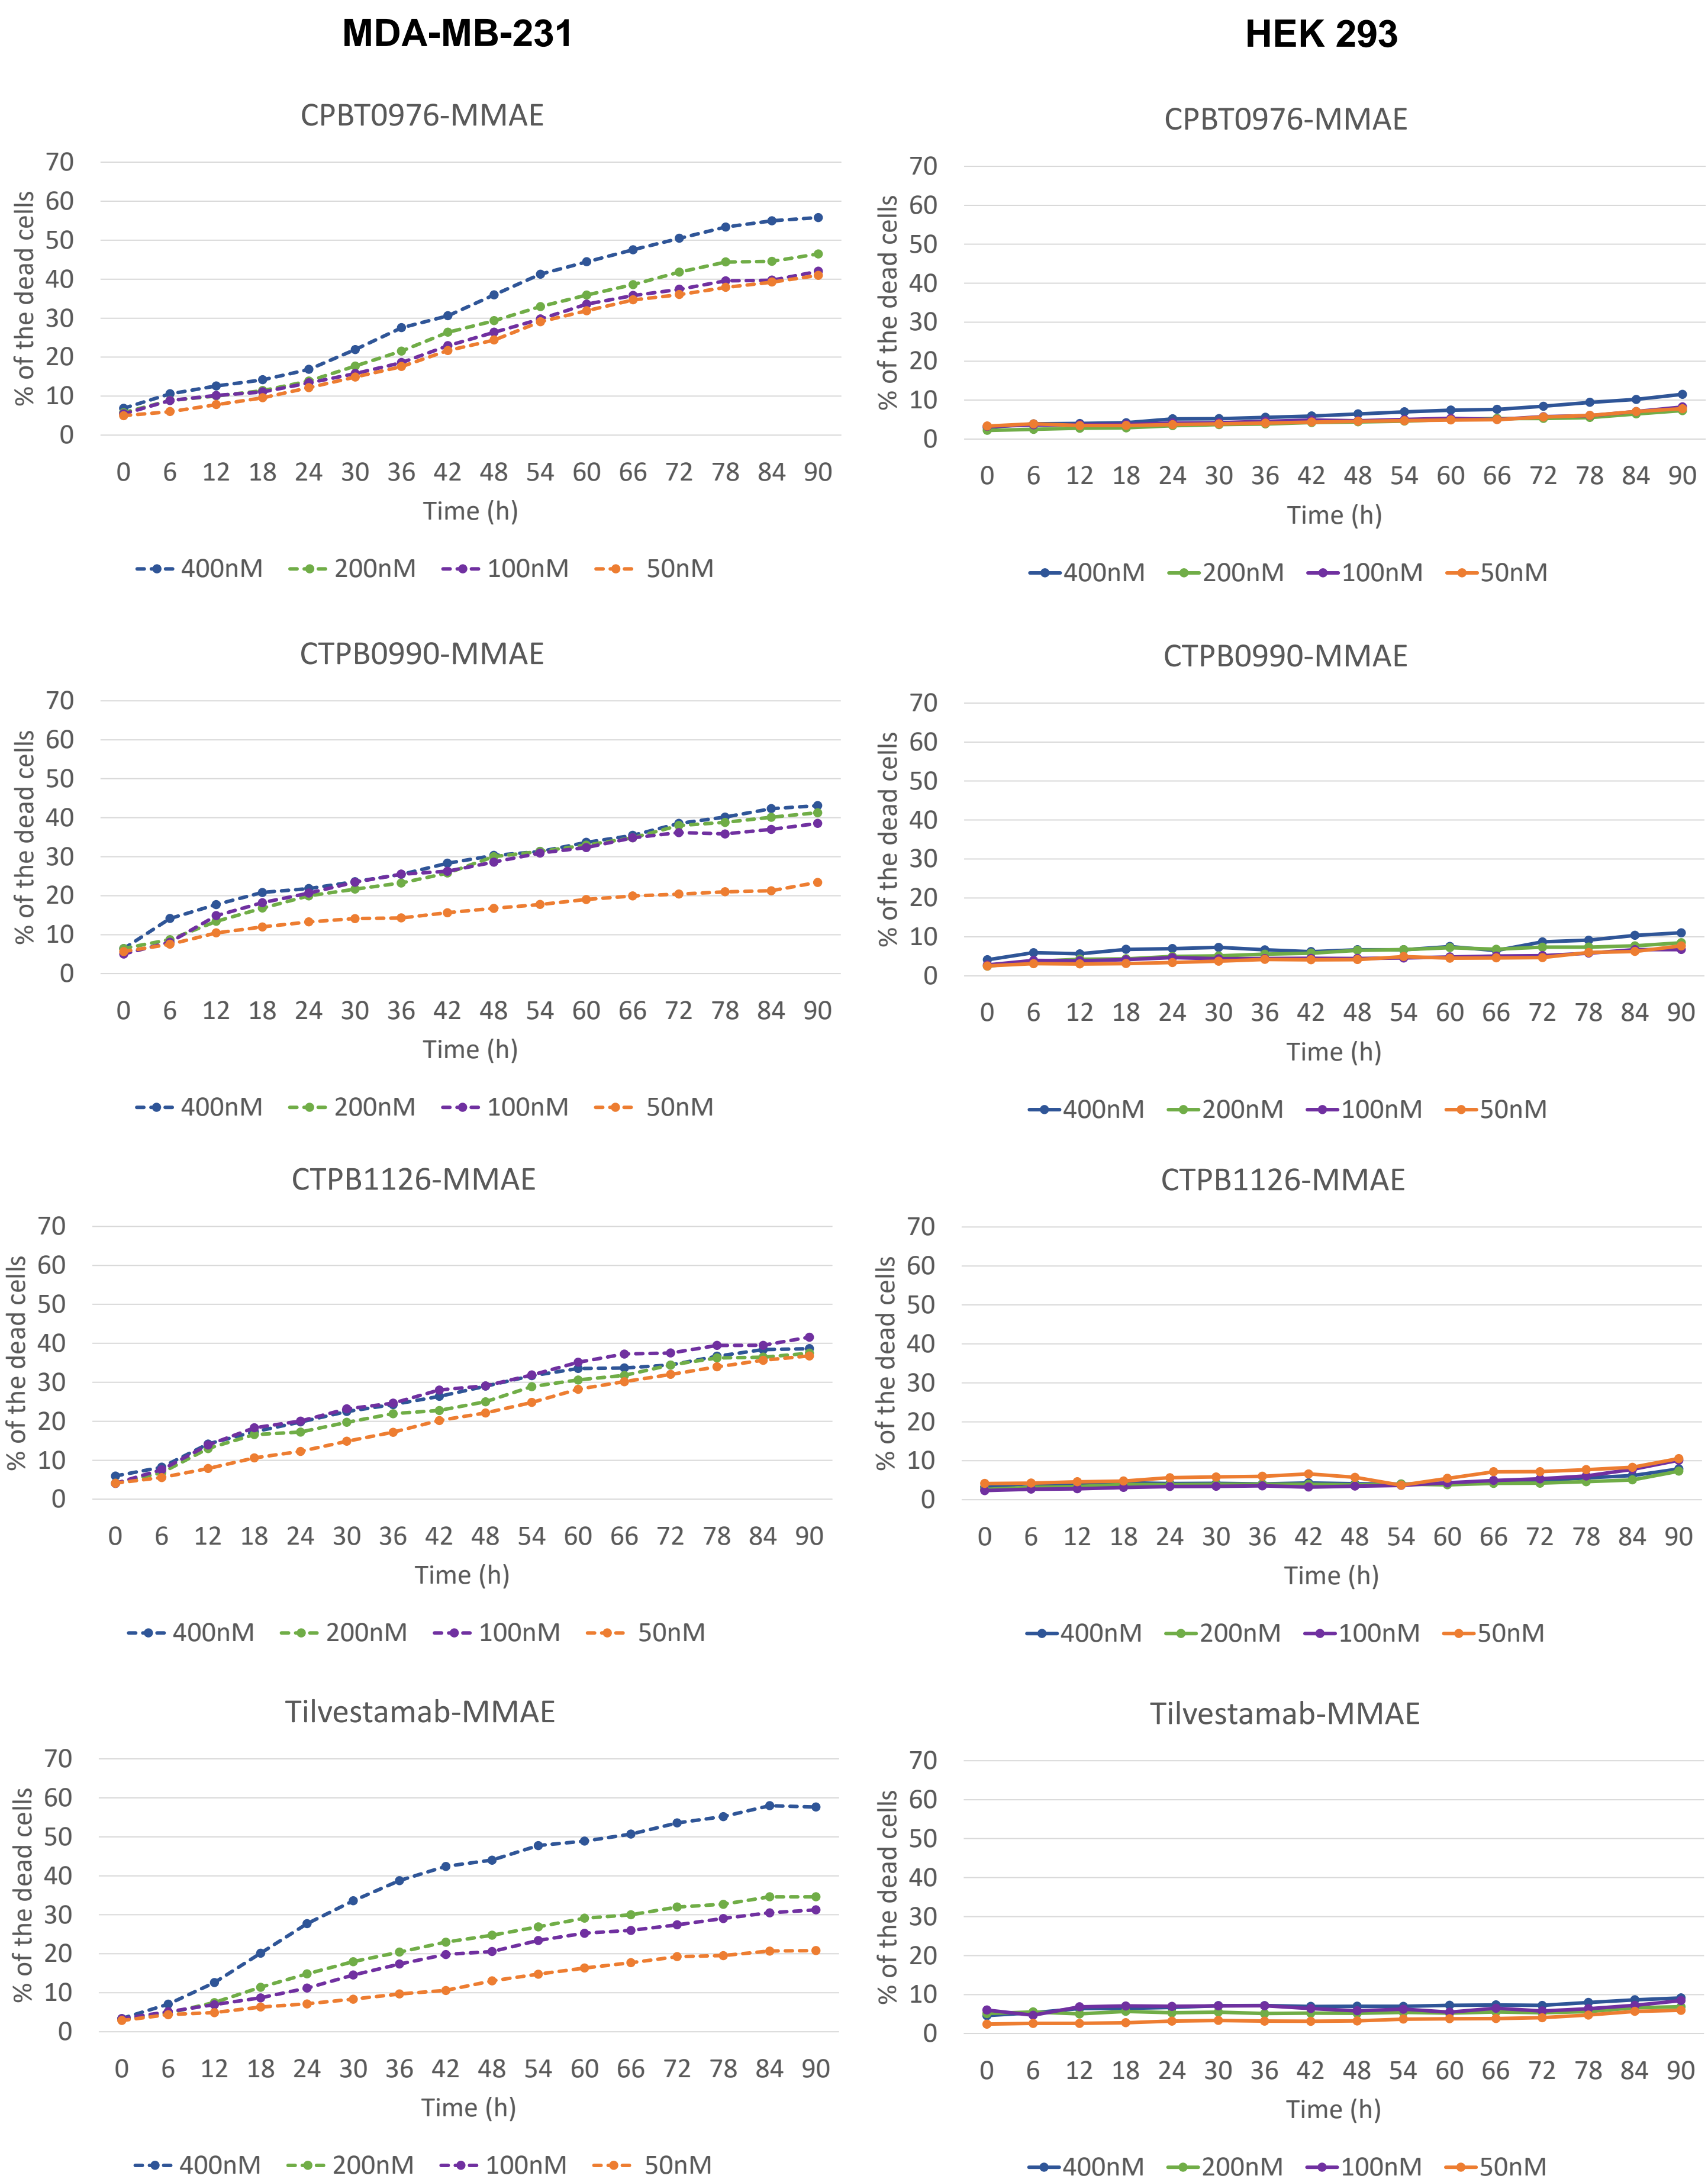 MDA-MB-231
HEK 293
CPBT0976-MMAE
% of the dead cells
70
60
50
40
30
20
10
0
0 6 12 18 24 30 36 42 48 54 60 66 72 78 84 90
Time (h)
400nM 200nM 100nM 50nM
CPBT0976-MMAE
% of the dead cells
70
60
50
40
30
20
10
0
0 6 12 18 24 30 36 42 48 54 60 66 72 78 84 90
Time (h)
400nM 200nM 100nM 50nM
CTPB0990-MMAE
% of the dead cells
70
60
50
40
30
20
10
0
0 6 12 18 24 30 36 42 48 54 60 66 72 78 84 90
Time (h)
400nM 200nM 100nM 50nM
CTPB0990-MMAE
% of the dead cells
70
60
50
40
30
20
10
0
0 6 12 18 24 30 36 42 48 54 60 66 72 78 84 90
Time (h)
400nM 200nM 100nM 50nM
CTPB1126-MMAE
% of the dead cells
70
60
50
40
30
20
10
0
0 6 12 18 24 30 36 42 48 54 60 66 72 78 84 90
Time (h)
400nM 200nM 100nM 50nM
CTPB1126-MMAE
% of the dead cells
70
60
50
40
30
20
10
0
0 6 12 18 24 30 36 42 48 54 60 66 72 78 84 90
Time (h)
400nM 200nM 100nM 50nM
Tilvestamab-MMAE
% of the dead cells
70
60
50
40
30
20
10
0
0 6 12 18 24 30 36 42 48 54 60 66 72 78 84 90
Time (h)
400nM 200nM 100nM 50nM
Tilvestamab-MMAE
% of the dead cells
70
60
50
40
30
20
10
0
0 6 12 18 24 30 36 42 48 54 60 66 72 78 84 90
Time (h)
400nM 200nM 100nM 50nM